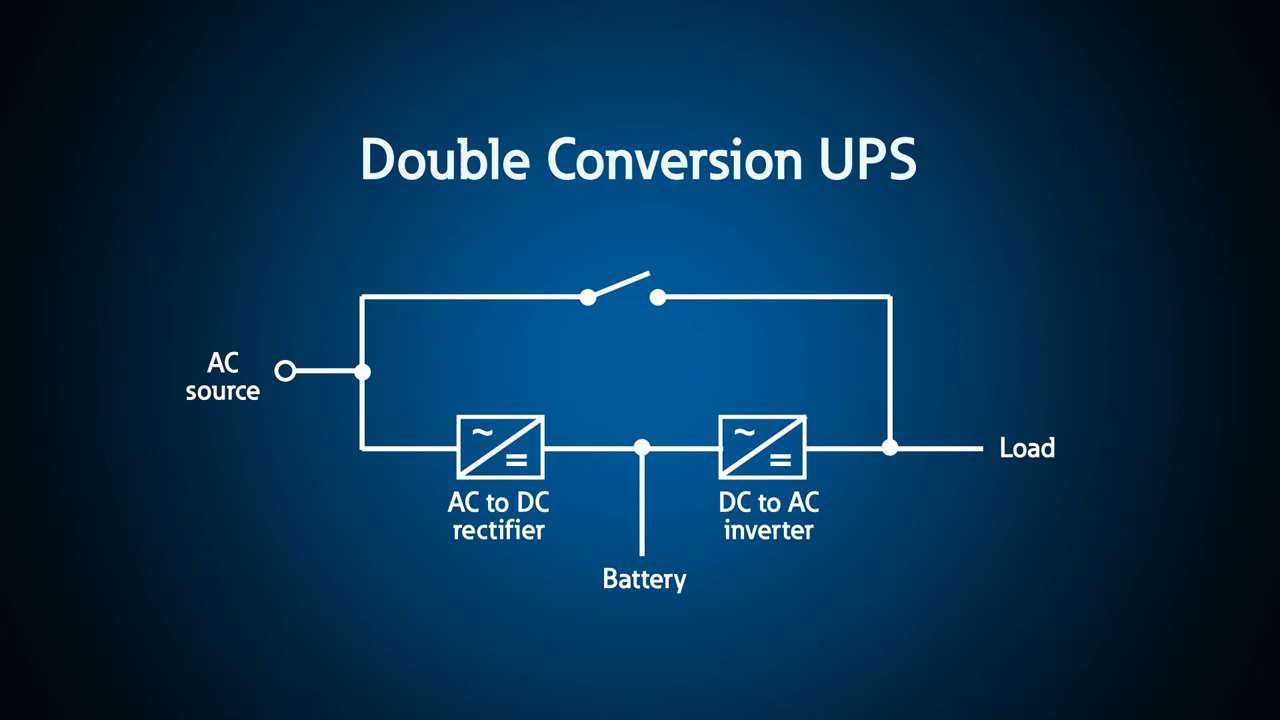 Double Conversion UPS
AC
source
~
=
AC to DC
rectifier
~
=
DC to AC
inverter
Load
Battery